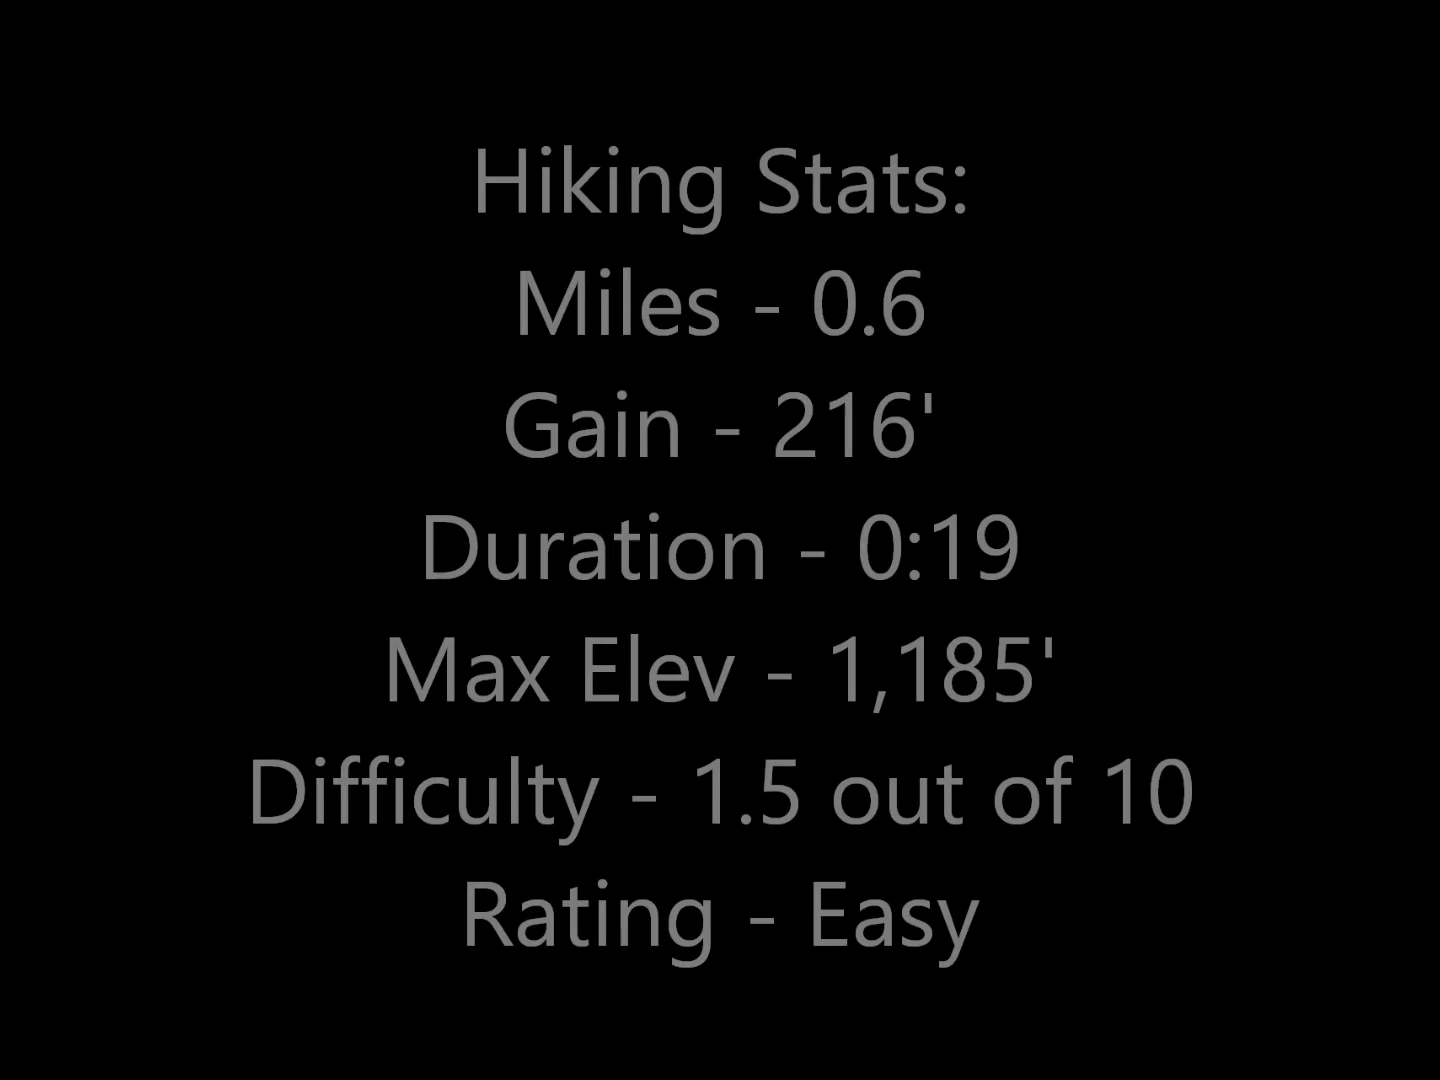 Hiking Stats:
Miles - 0.6
Gain - 216'
Duration - 0:19
Max Elev - 1,185'
Difficulty - 1.5 out of 10
Rating - Easy